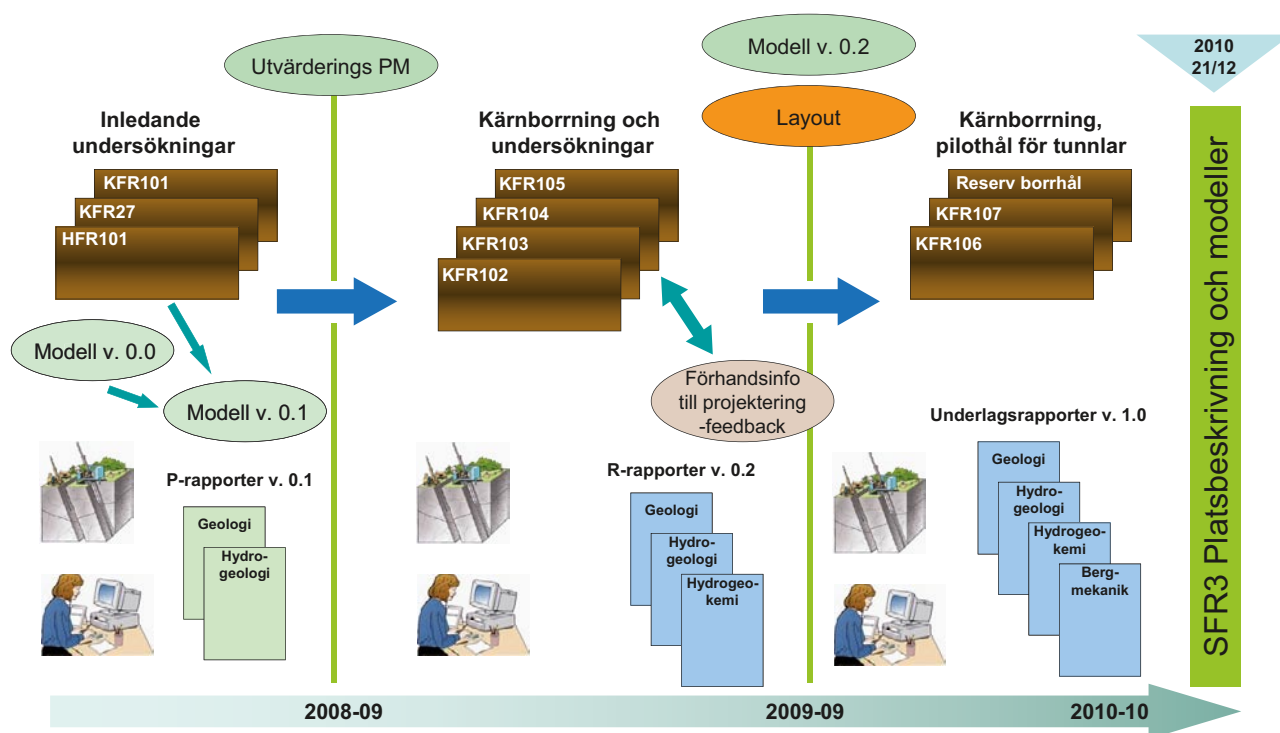 Utvärderings PM
Modell v. 0.2
Layout
2010
21/12
Inledande
undersökningar
KFR101
KFR27
HFR101
Modell v. 0.0
Modell v. 0.1
P-rapporter v. 0.1
Geologi
Hydro-
geologi
Kärnborrning och
undersökningar
KFR105
KFR104
KFR103
KFR102
Förhandsinfo
till projektering
-feedback
R-rapporter v. 0.2
Geologi
Hydro-
geologi
Hydrogeo-
kemi
Kärnborrning,
pilothål för tunnlar
Reserv borrhål
KFR107
KFR106
Underlagsrapporter v. 1.0
Geologi
Hydro-
geologi
Hydrogeo-
kemi
Berg-
mekanik
SFR3 Platsbeskrivning och modeller
2008-09
2009-09
2010-10